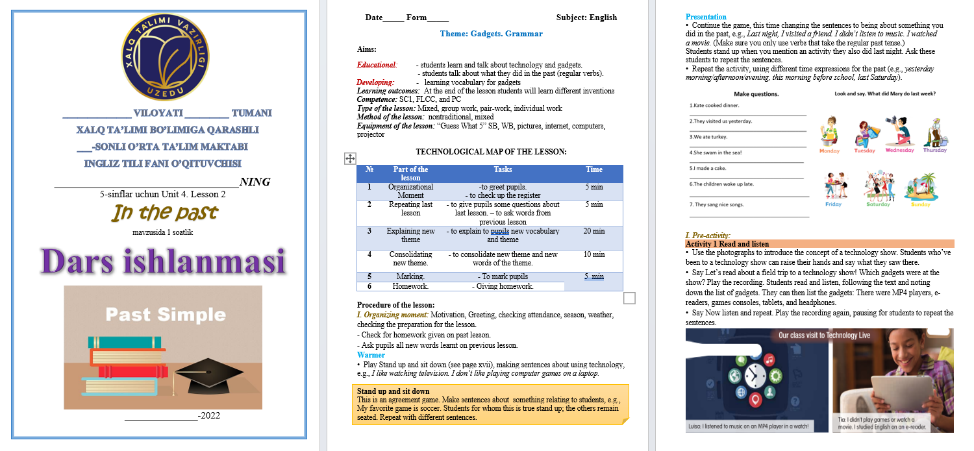 XALQ TA'LIMI VAZIRLIGI
UZEDU
____________ VILOYATI ________ TUMANI
XALQ TA'LIMI BO'LIMIGA QARASHLI
___-SONLI O'RTA TA'LIM MAKTABI
INGLIZ TILI FANI O'QITUVCHISI
____________________________NING
5-sinflar uchun Unit 4. Lesson 2
In the past
mavzusida 1 soatlik
Dars ishlanmasi
Past Simple
_______________-2022
Date_____ Form_____ Subject: English
Theme: Gadgets. Grammar
Aims:
Educational: - students learn and talk about technology and gadgets.
- students talk about what they did in the past (regular verbs).
Developing: - learning vocabulary for gadgets
Learning outcomes: At the end of the lesson students will learn different inventions
Competence: SC1, FLCC, and PC
Type of the lesson: Mixed, group work, pair-work, individual work
Method of the lesson: nontraditional, mixed
Equipment of the lesson: "Guess What 5" SB, WB, pictures, internet, computers,
projector
TECHNOLOGICAL MAP OF THE LESSON:
№ Part of the lesson Tasks Time
1 Organizational Moment -to greet pupils. - to check up the register 5 min
2 Repeating last lesson - to give pupils some questions about last lesson. – to ask words from previous lesson 5 min
3 Explaining new theme - to explain to pupils new vocabulary and theme 20 min
4 Consolidating new theme. - to consolidate new theme and new words of the theme. 10 min
5 Marking. - To mark pupils 5. min
6 Homework. - Giving homework.
Procedure of the lesson:
I. Organizing moment: Motivation, Greeting, checking attendance, season, weather,
checking the preparation for the lesson.
- Check for homework given on past lesson.
- Ask pupils all new words learnt on previous lesson.
Warmer
• Play Stand up and sit down (see page xvii), making sentences about using technology,
e.g., I like watching television. I don't like playing computer games on a laptop.
Stand up and sit down
This is an agreement game. Make sentences about something relating to students, e.g.,
My favorite game is soccer. Students for whom this is true stand up; the others remain
seated. Repeat with different sentences.
Presentation
• Continue the game, this time changing the sentences to being about something you
did in the past, e.g., Last night, I visited a friend. I didn't listen to music. I watched
a movie. (Make sure you only use verbs that take the regular past tense.)
Students stand up when you mention an activity they also did last night. Ask these
students to repeat the sentences.
• Repeat the activity, using different time expressions for the past (e.g., yesterday
morning/afternoon/evening, this morning before school, last Saturday).
Make questions.
1.Kate cooked dinner.
2.They visited us yesterday.
3.We ate turkey.
4.She swam in the sea!
5.I made a cake.
6.The children woke up late.
7. They sang nice songs.
Look and say. What did Mary do last week?
Monday Tuesday Wednesday Thursday
Friday Saturday Sunday
I. Pre-activity:
Activity 1 Read and listen
• Use the photographs to introduce the concept of a technology show. Students who've
been to a technology show can raise their hands and say what they saw there.
• Say Let's read about a field trip to a technology show! Which gadgets were at the
show? Play the recording. Students read and listen, following the text and noting
down the list of gadgets. They can then list the gadgets: There were MP4 players, e-
readers, games consoles, tablets, and headphones.
• Say Now listen and repeat. Play the recording again, pausing for students to repeat the
sentences.
Our class visit to Technology Live
Luisa: I listened to music on an MP4 player in a watch!
Tia: I didn't play games or watch a
movie. I studied English on an e-reader.